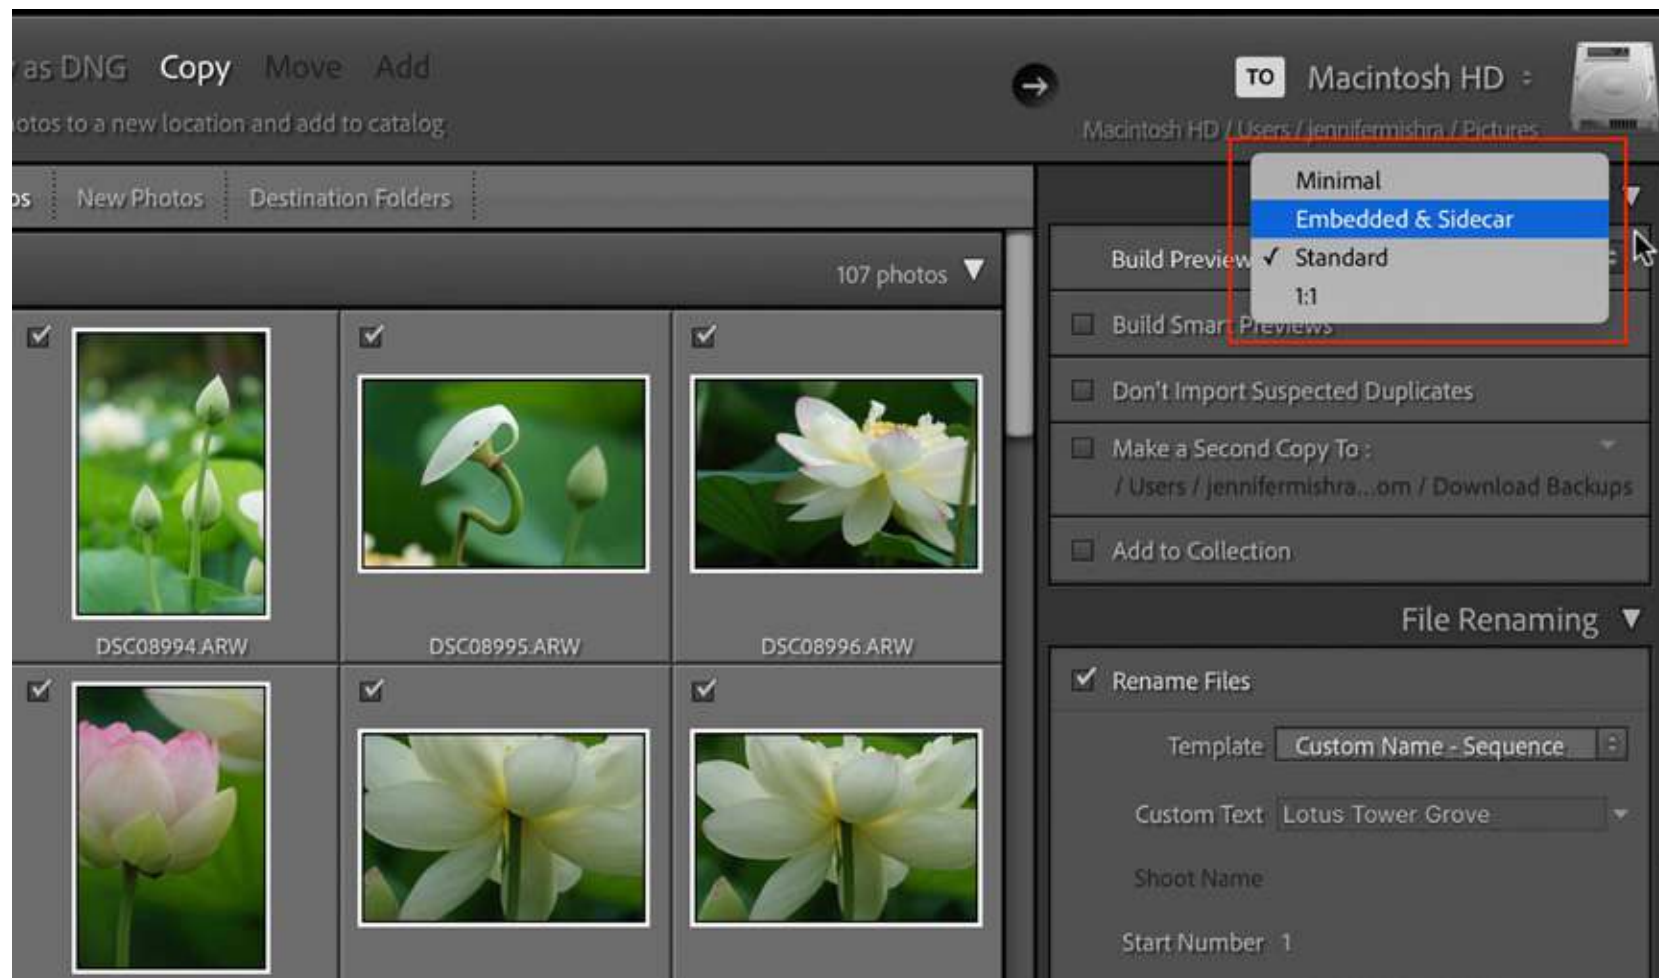 as DNG Copy Move Add
TO Macintosh HD
otos to a new location and add to catalog
Macintosh HD / Users / jennifermishra / Pictures
Minimal
os New Photos Destination Folders
Embedded & Sidecar
Build Preview ✓ Standard
107 photos
1:1
Build Smart Previews
Don't Import Suspected Duplicates
Make a Second Copy To :
/ Users / jennifermishra...om / Download Backups
Add to Collection
File Renaming
DSC08994.ARW DSC08995.ARW DSC08996.ARW
Rename Files
Template Custom Name - Sequence
Custom Text Lotus Tower Grove
Shoot Name
Start Number 1